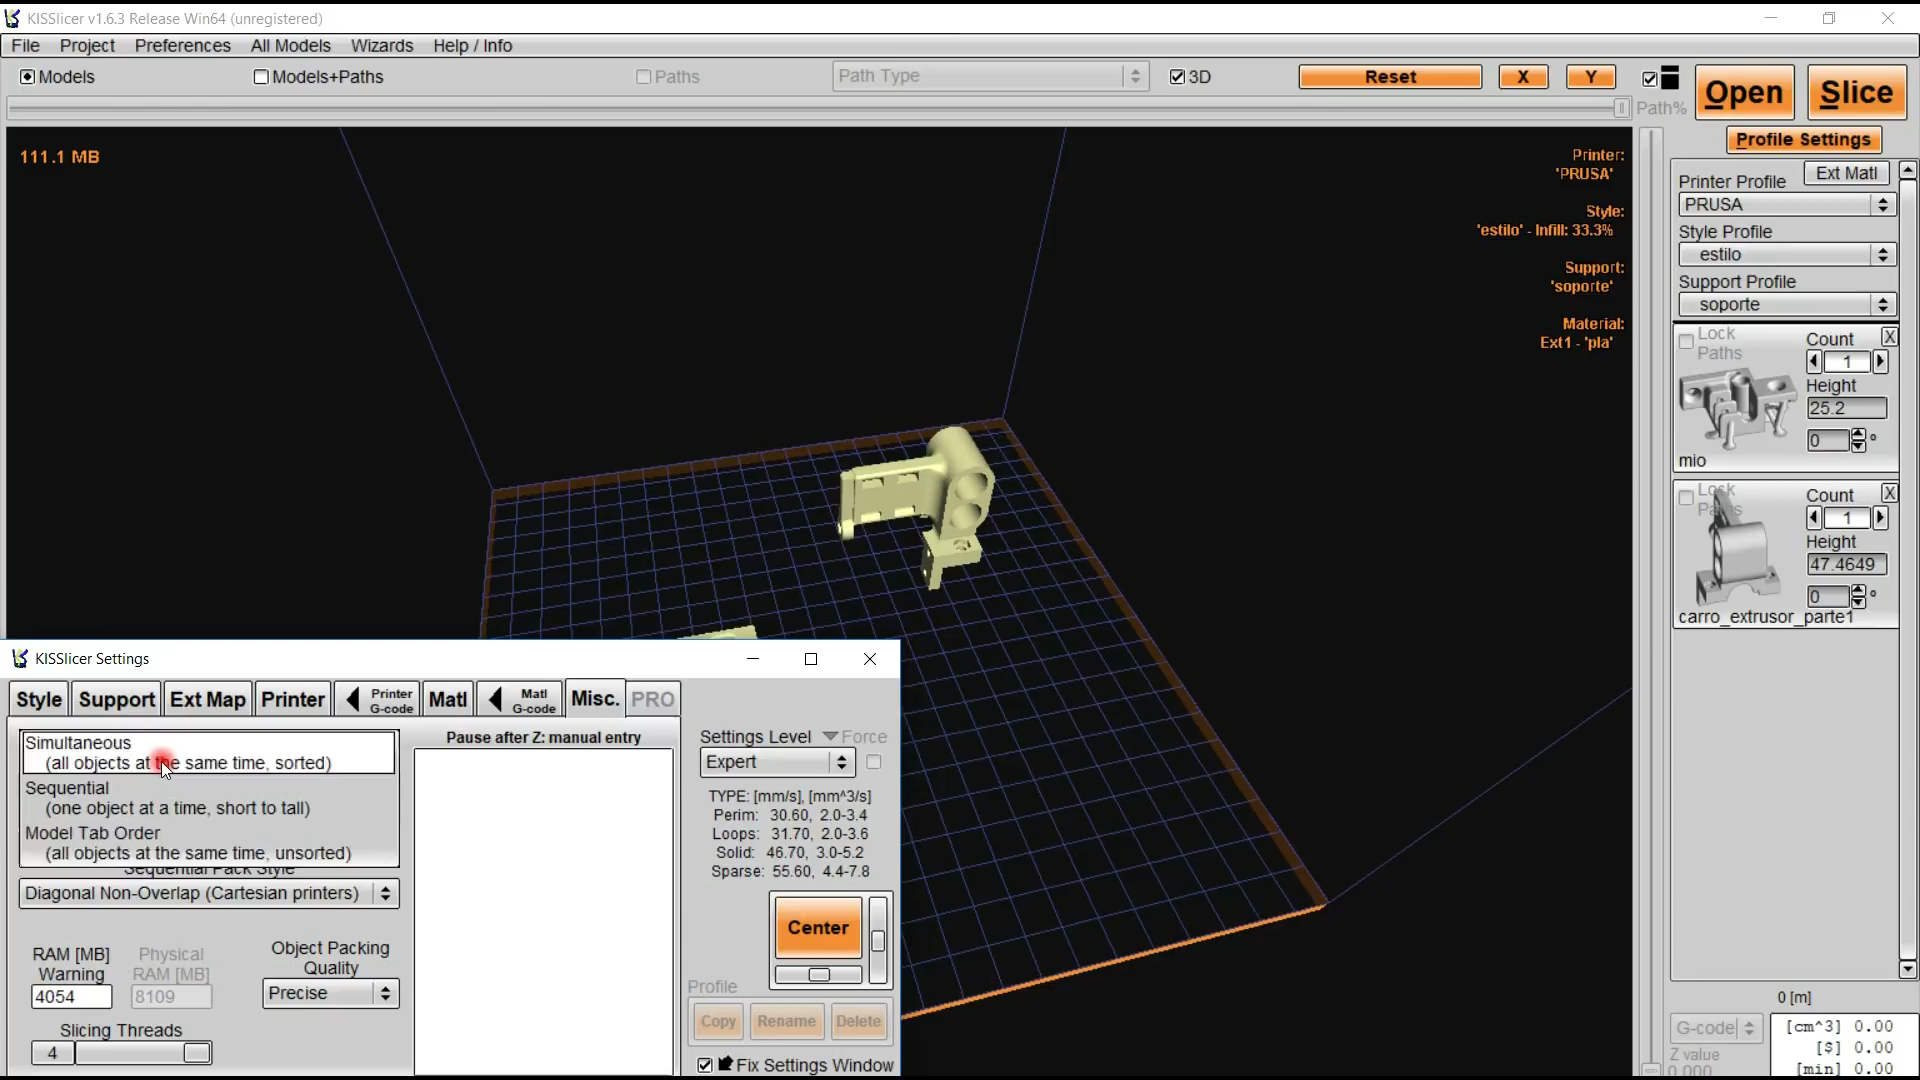 KISSlicer v1.6.3 Release Win64 (unregistered)
File Project Preferences All Models Wizards Help / Info
Models Models+Paths Paths Path Type 3D Reset X Y
Path%
Open Slice
111.1 MB
Printer:
'PRUSA'
Style:
'estilo' - Infill: 33.3%
Support:
'soporte'
Material:
Ext1 - 'pla'
Profile Settings
Printer Profile Ext Matl
PRUSA
Style Profile
estilo
Support Profile
soporte
Lock
Paths
Count X
1
Height
25.2
0 °
mio
Lock
Paths
Count X
1
Height
47.4649
0 °
carro_extrusor_parte1
0 [m]
G-code
Z value
0.000
[cm^3] 0.00
[$] 0.00
[min] 0.00
KISSlicer Settings
Style Support Ext Map Printer Printer G-code Matl Matl G-code Misc. PRO
Simultaneous
(all objects at the same time, sorted)
Sequential
(one object at a time, short to tall)
Model Tab Order
(all objects at the same time, unsorted)
Sequential Pack Style
Diagonal Non-Overlap (Cartesian printers)
RAM [MB]
Warning
4054
Physical
RAM [MB]
8109
Object Packing
Quality
Precise
Slicing Threads
4
Pause after Z: manual entry
Settings Level Force
Expert
TYPE: [mm/s], [mm^3/s]
Perim: 30.60, 2.0-3.4
Loops: 31.70, 2.0-3.6
Solid: 46.70, 3.0-5.2
Sparse: 55.60, 4.4-7.8
Center
Profile
Copy Rename Delete
Fix Settings Window